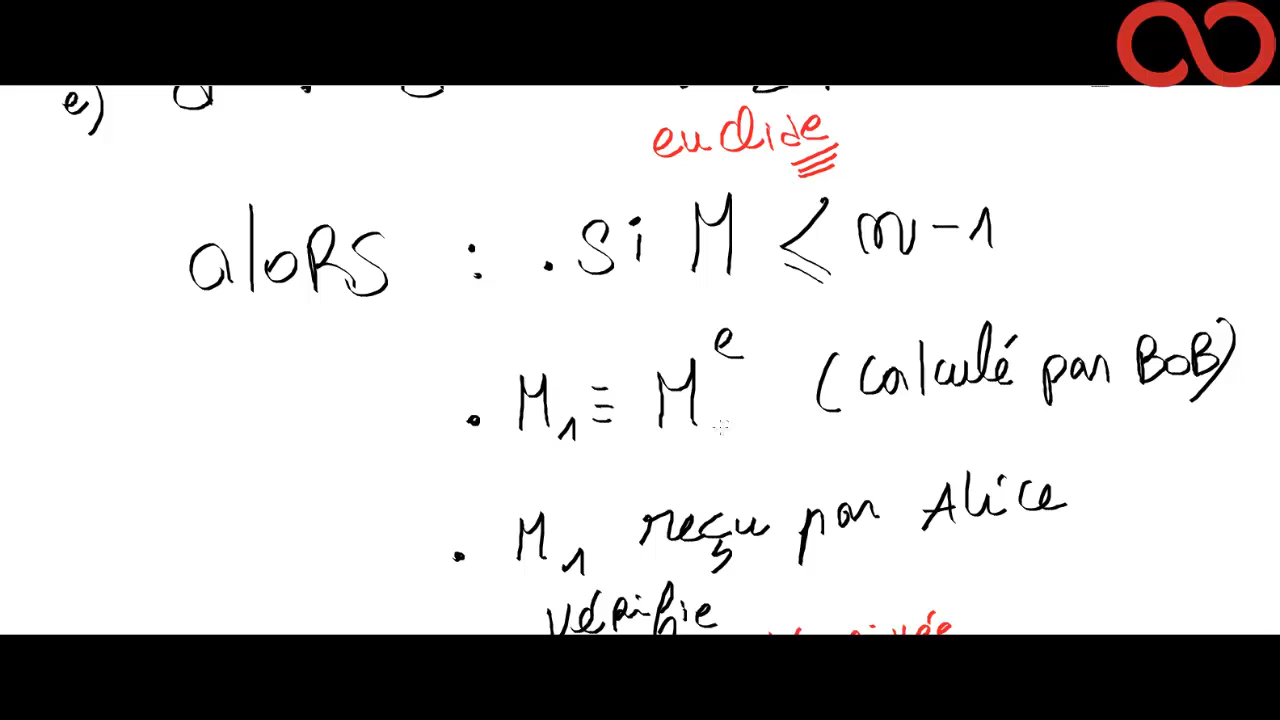 e)
euclide
alors : . si M ≤ n-1
. M₁ ≡ Mᵉ (calculé par BOB)
. M₁ reçu par Alice
vérifie